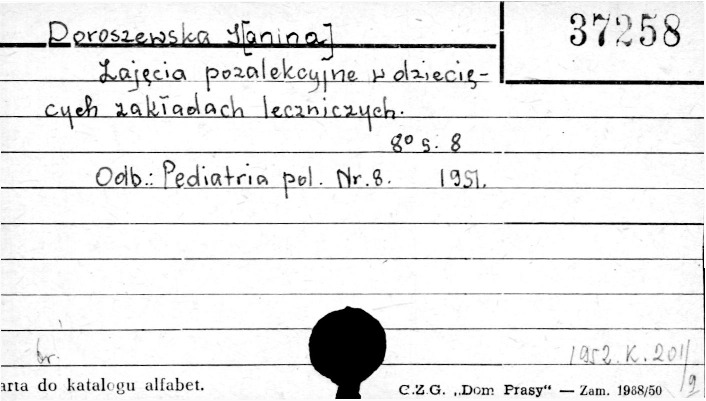 Doroszewska J[anina]
37258
Zajęcia pozalekcyjne w dziecię-
cych zakładach leczniczych.
8° s. 8
Odb.: Pediatria pol. Nr. 8. 1951.
br.
1952. K. 201/9
arta do katalogu alfabet.
C.Z.G. „Dom Prasy“ — Zam. 1988/50